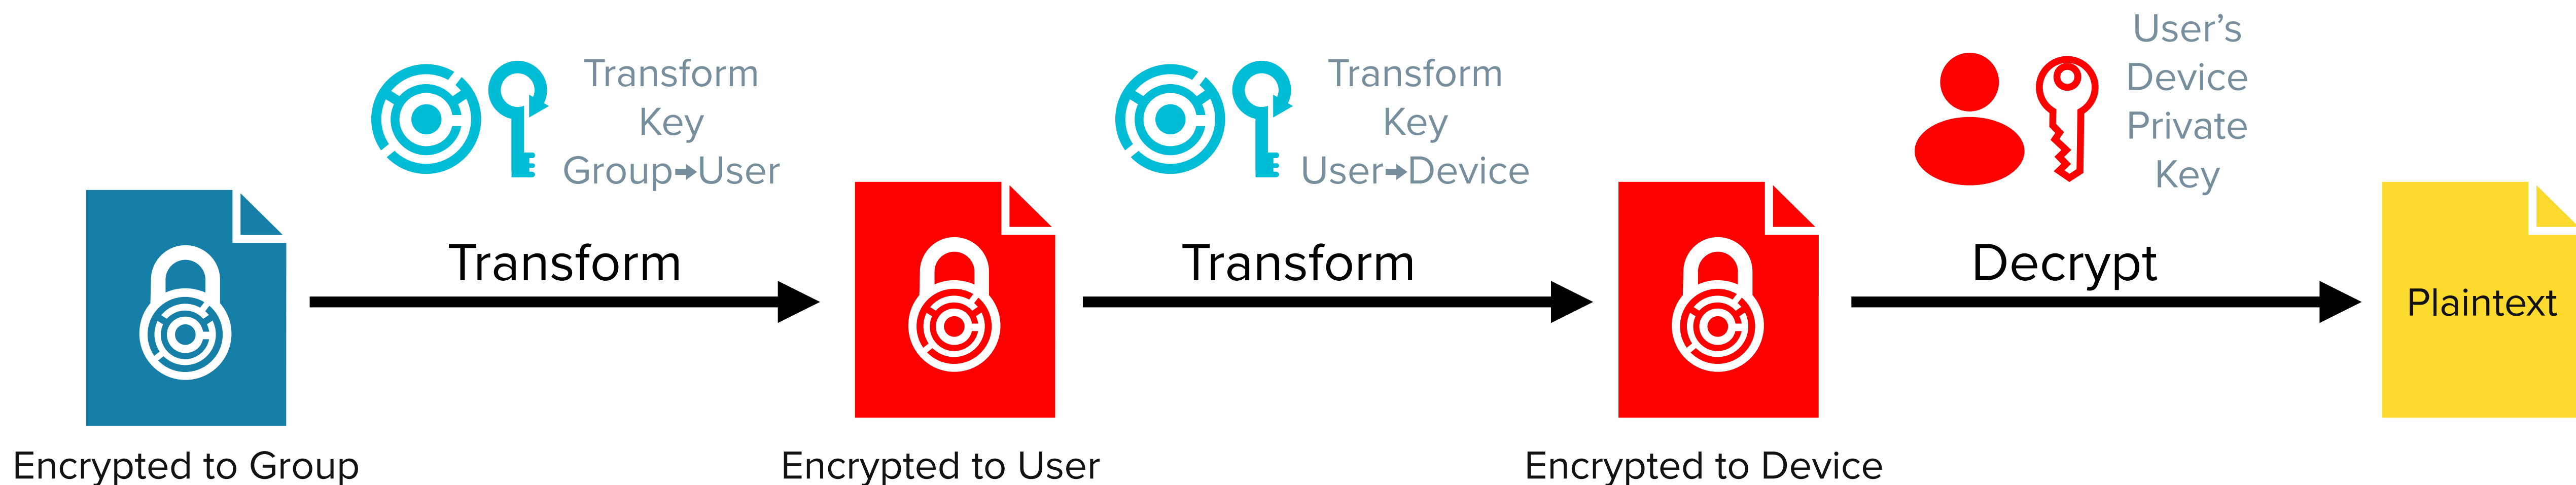 Transform
Key
Group→User
Transform
Key
User→Device
User’s
Device
Private
Key
Transform
Transform
Decrypt
Plaintext
Encrypted to Group
Encrypted to User
Encrypted to Device